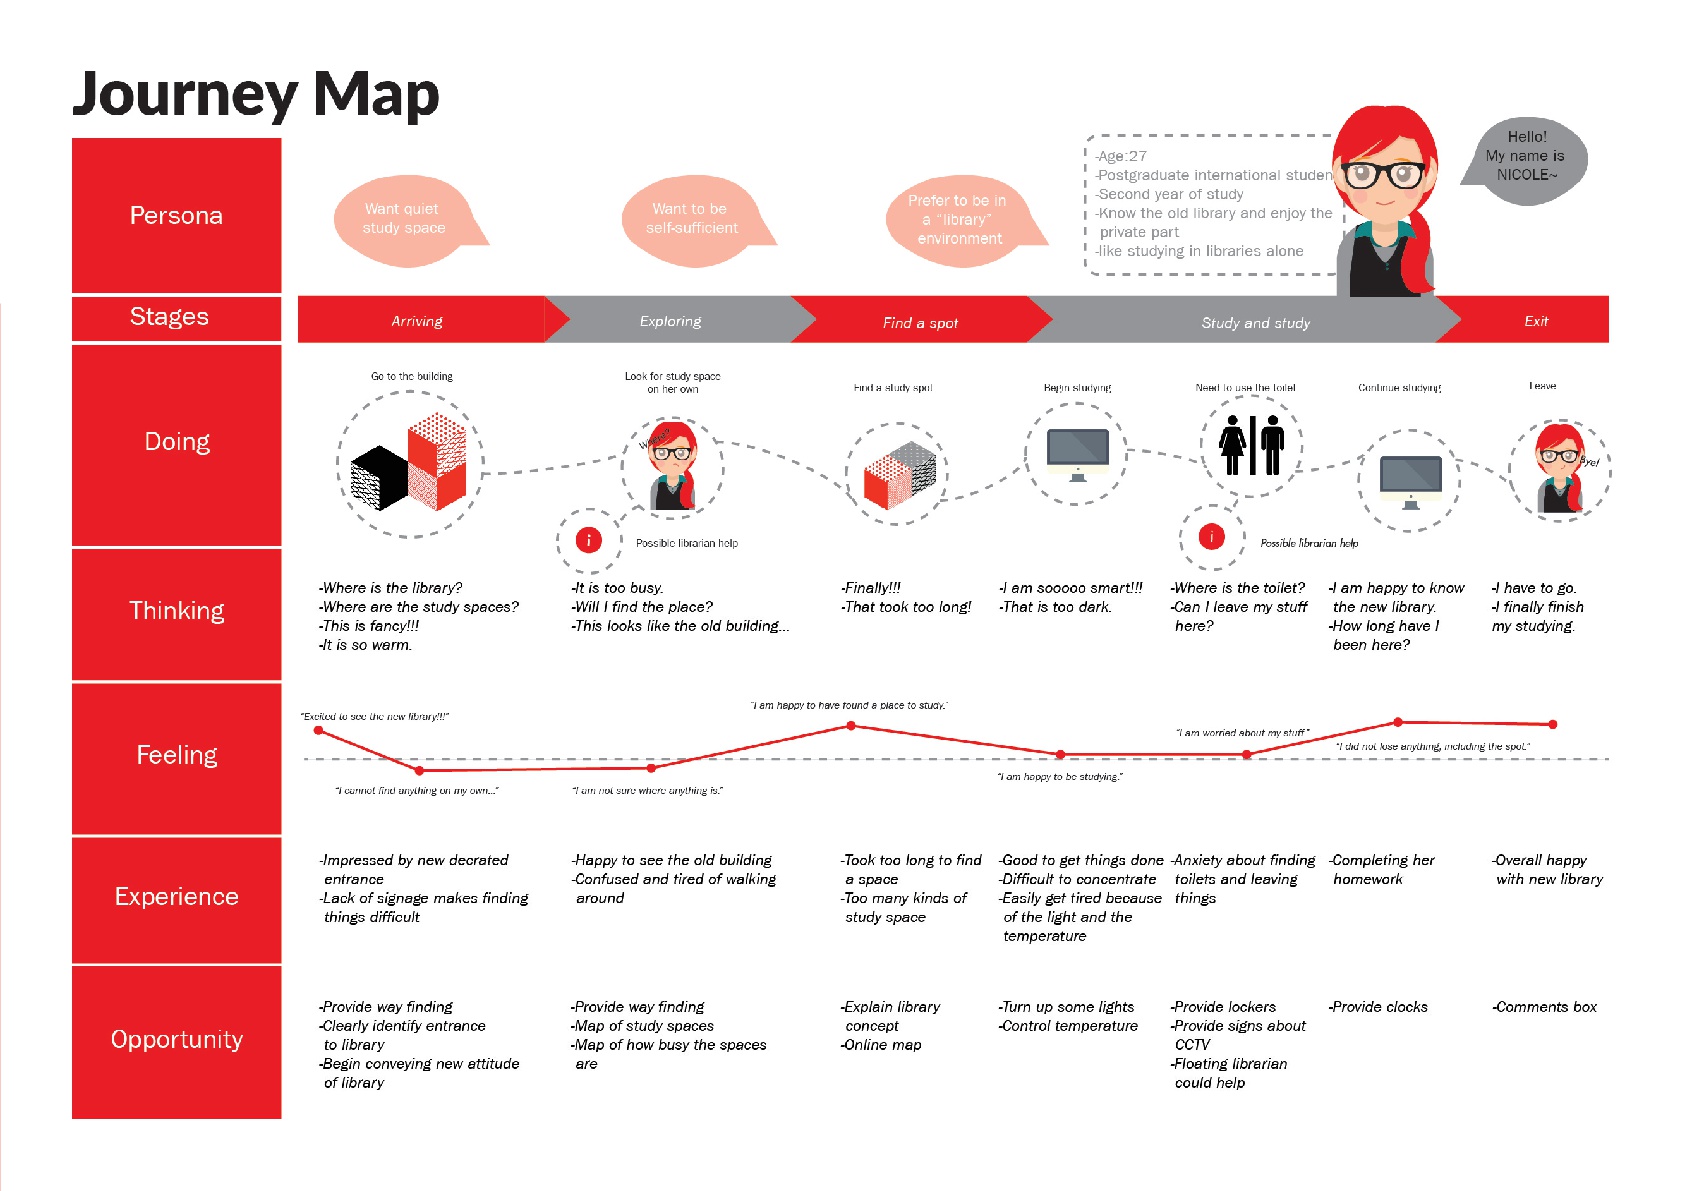 Journey Map
Persona
Want quiet
study space
Want to be
self-sufficient
Prefer to be in
a “library”
environment
-Age:27
-Postgraduate international studen
-Second year of study
-Know the old library and enjoy the
private part
-like studying in libraries alone
Hello!
My name is
NICOLE~
Stages
Arriving
Exploring
Find a spot
Study and study
Exit
Doing
Go to the building
Look for study space
on her own
Where?
Possible librarian help
Find a study spot
Begin studying
Need to use the toilet
Possible librarian help
Continue studying
Leave
Bye!
Thinking
-Where is the library?
-Where are the study spaces?
-This is fancy!!!
-It is so warm.
-It is too busy.
-Will I find the place?
-This looks like the old building...
-Finally!!!
-That took too long!
-I am sooooo smart!!!
-That is too dark.
-Where is the toilet?
-Can I leave my stuff
here?
-I am happy to know
the new library.
-How long have I
been here?
-I have to go.
-I finally finish
my studying.
Feeling
“Excited to see the new library!!!”
“I cannot find anything on my own...”
“I am not sure where anything is.”
“I am happy to have found a place to study.”
“I am happy to be studying.”
“I am worried about my stuff.”
“I did not lose anything, including the spot.”
Experience
-Impressed by new decrated
entrance
-Lack of signage makes finding
things difficult
-Happy to see the old building
-Confused and tired of walking
around
-Took too long to find
a space
-Too many kinds of
study space
-Good to get things done
-Difficult to concentrate
-Easily get tired because
of the light and the
temperature
-Anxiety about finding
toilets and leaving
things
-Completing her
homework
-Overall happy
with new library
Opportunity
-Provide way finding
-Clearly identify entrance
to library
-Begin conveying new attitude
of library
-Provide way finding
-Map of study spaces
-Map of how busy the spaces
are
-Explain library
concept
-Online map
-Turn up some lights
-Control temperature
-Provide lockers
-Provide signs about
CCTV
-Floating librarian
could help
-Provide clocks
-Comments box